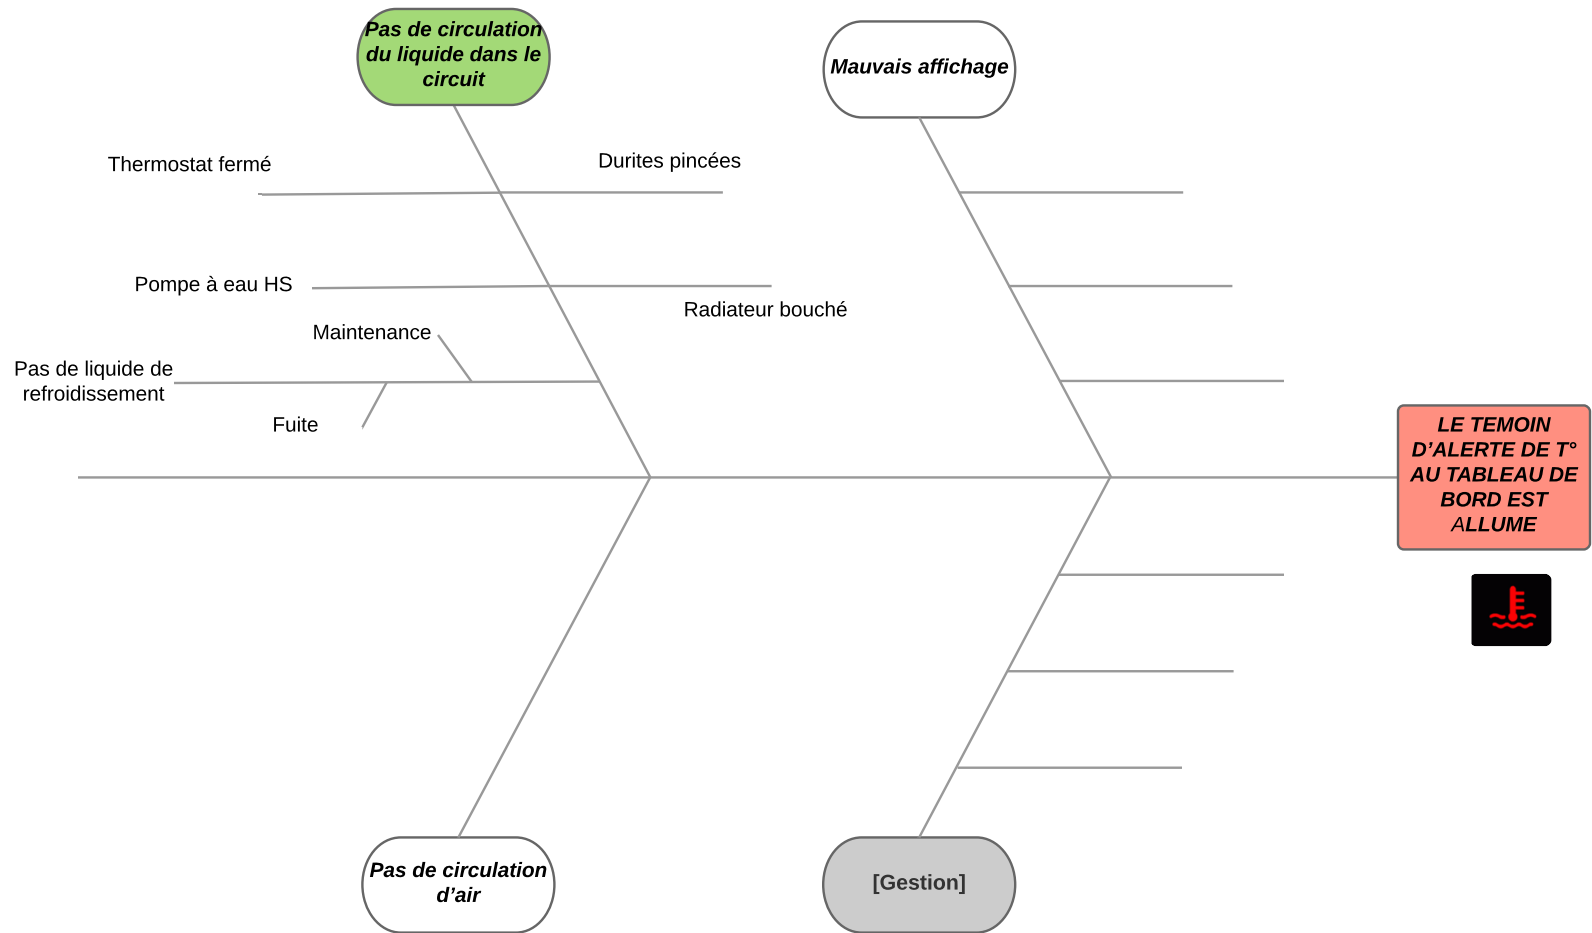 Pas de circulation
du liquide dans le
circuit
Mauvais affichage
Thermostat fermé
Durites pincées
Pompe à eau HS
Radiateur bouché
Maintenance
Pas de liquide de
refroidissement
Fuite
LE TEMOIN
D’ALERTE DE T°
AU TABLEAU DE
BORD EST
ALLUME
Pas de circulation
d’air
[Gestion]